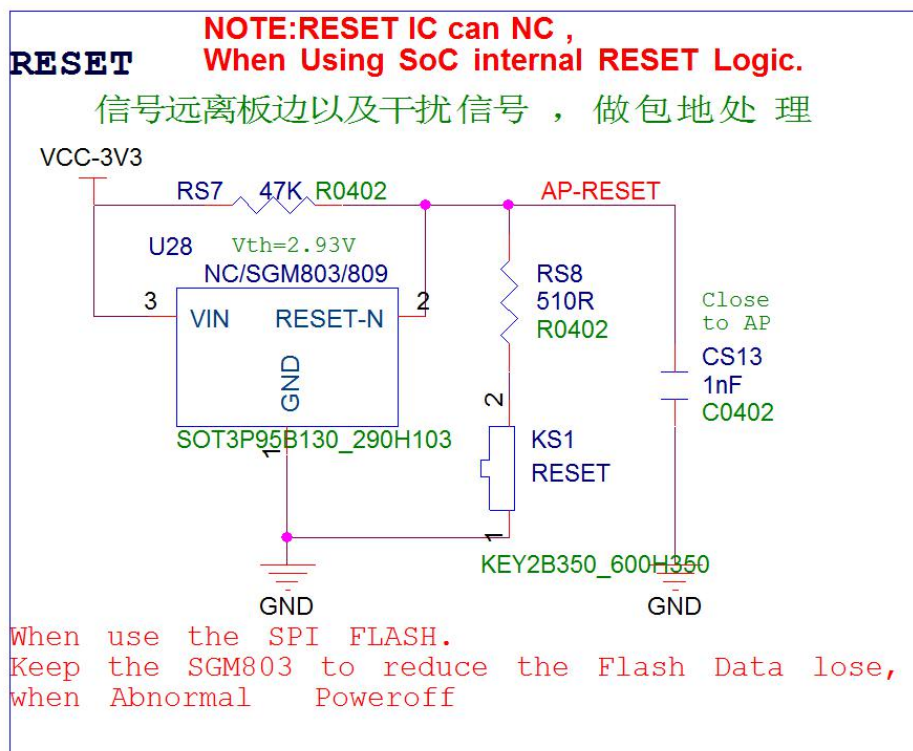 NOTE:RESET IC can NC ,
RESET When Using SoC internal RESET Logic.
信号远离板边以及干扰信号 ，做包地处 理
VCC-3V3
RS7 47K R0402
AP-RESET
U28 Vth=2.93V
NC/SGM803/809
3 VIN RESET-N 2
GND
1
SOT3P95B130_290H103
RS8
510R
R0402
Close
to AP
CS13
1nF
C0402
2
KS1
RESET
1
KEY2B350_600H350
GND
GND
When use the SPI FLASH.
Keep the SGM803 to reduce the Flash Data lose,
when Abnormal Poweroff